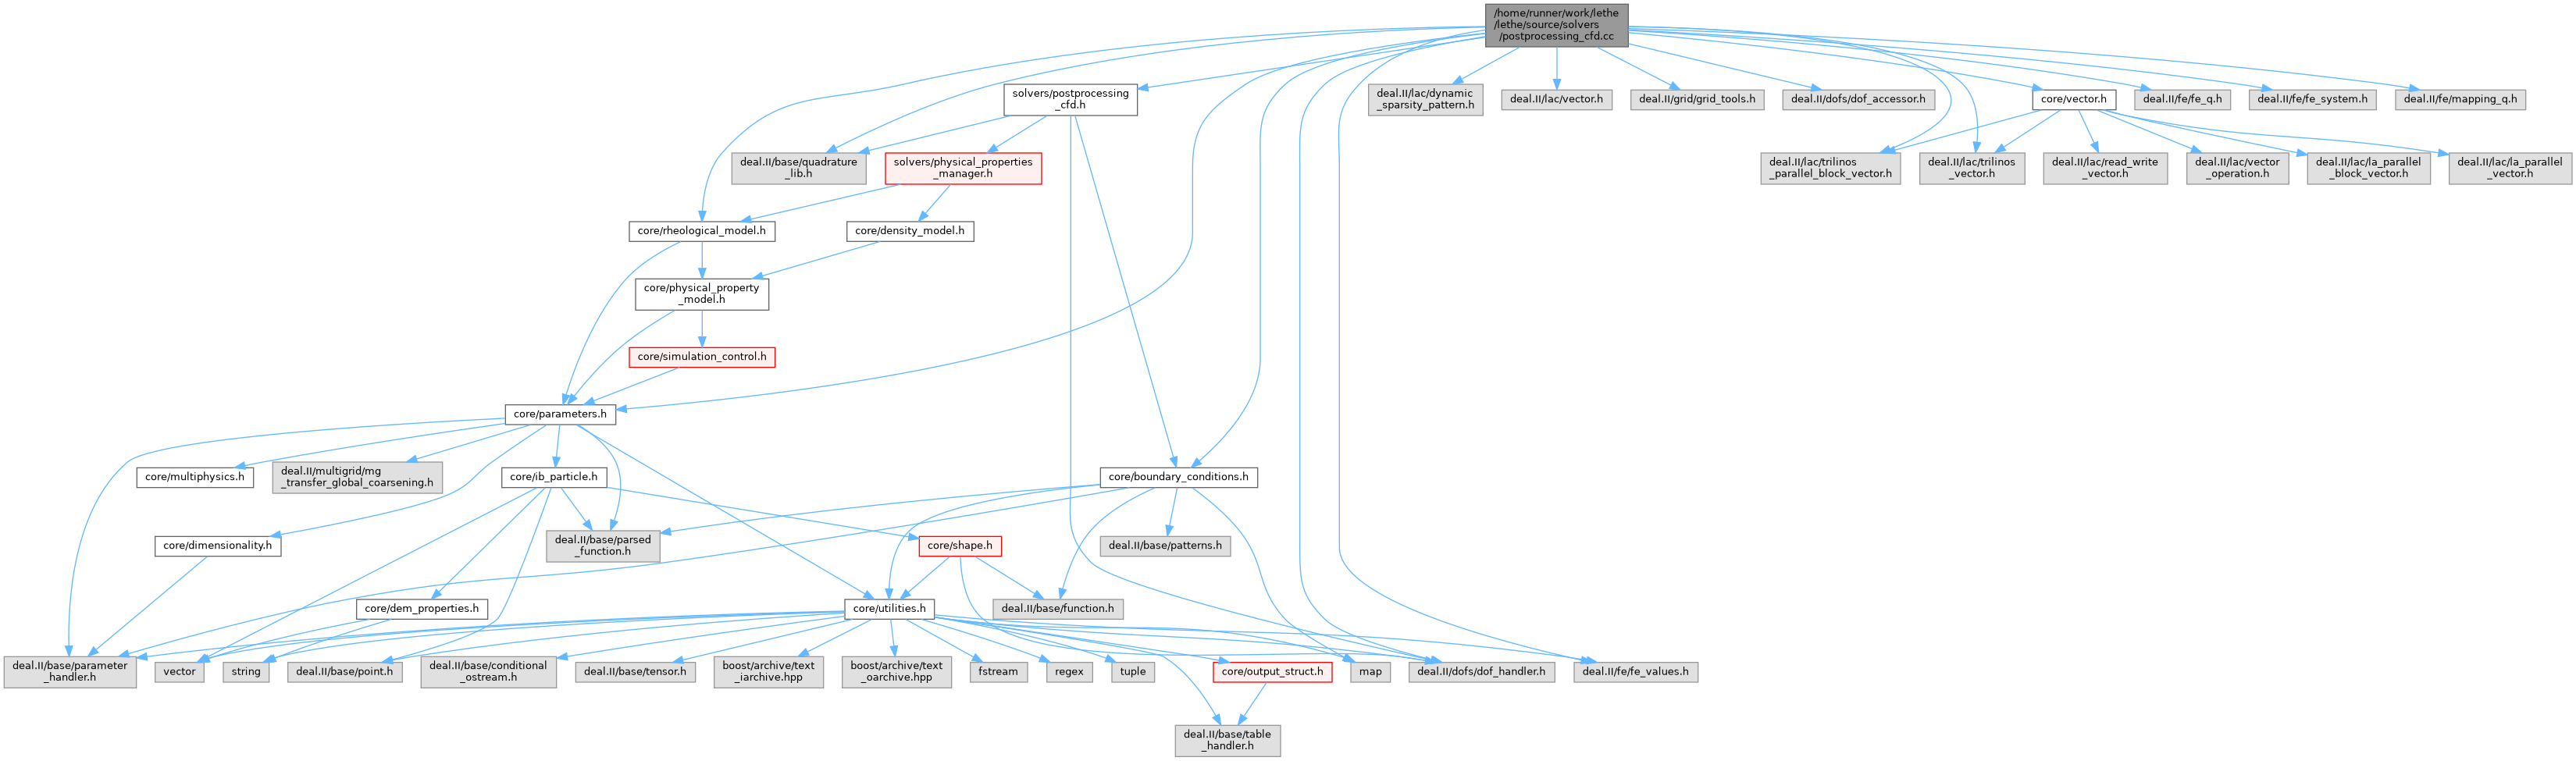 /home/runner/work/lethe
/lethe/source/solvers
/postprocessing_cfd.cc
solvers/postprocessing
_cfd.h
deal.II/lac/dynamic
_sparsity_pattern.h
deal.II/lac/vector.h
deal.II/grid/grid_tools.h
deal.II/dofs/dof_accessor.h
core/vector.h
deal.II/fe/fe_q.h
deal.II/fe/fe_system.h
deal.II/fe/mapping_q.h
deal.II/base/quadrature
_lib.h
solvers/physical_properties
_manager.h
deal.II/lac/trilinos
_parallel_block_vector.h
deal.II/lac/trilinos
_vector.h
deal.II/lac/read_write
_vector.h
deal.II/lac/vector
_operation.h
deal.II/lac/la_parallel
_block_vector.h
deal.II/lac/la_parallel
_vector.h
core/rheological_model.h
core/density_model.h
core/physical_property
_model.h
core/simulation_control.h
core/parameters.h
core/multiphysics.h
deal.II/multigrid/mg
_transfer_global_coarsening.h
core/ib_particle.h
core/boundary_conditions.h
core/dimensionality.h
deal.II/base/parsed
_function.h
core/shape.h
deal.II/base/patterns.h
core/dem_properties.h
core/utilities.h
deal.II/base/function.h
deal.II/base/parameter
_handler.h
vector
string
deal.II/base/point.h
deal.II/base/conditional
_ostream.h
deal.II/base/tensor.h
boost/archive/text
_iarchive.hpp
boost/archive/text
_oarchive.hpp
fstream
regex
tuple
core/output_struct.h
map
deal.II/dofs/dof_handler.h
deal.II/fe/fe_values.h
deal.II/base/table
_handler.h